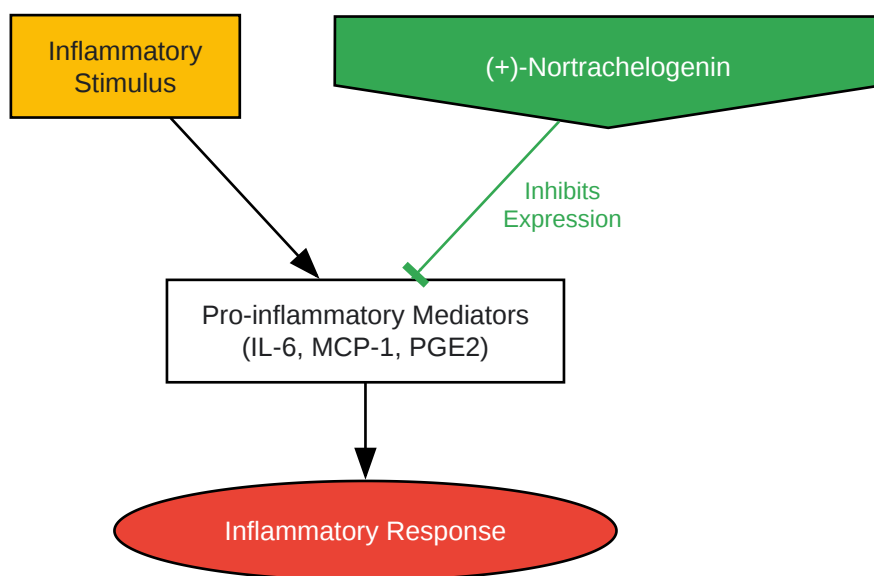 Inflammatory
Stimulus
(+)-Nortrachelogenin
Inhibits
Expression
Pro-inflammatory Mediators
(IL-6, MCP-1, PGE2)
Inflammatory Response